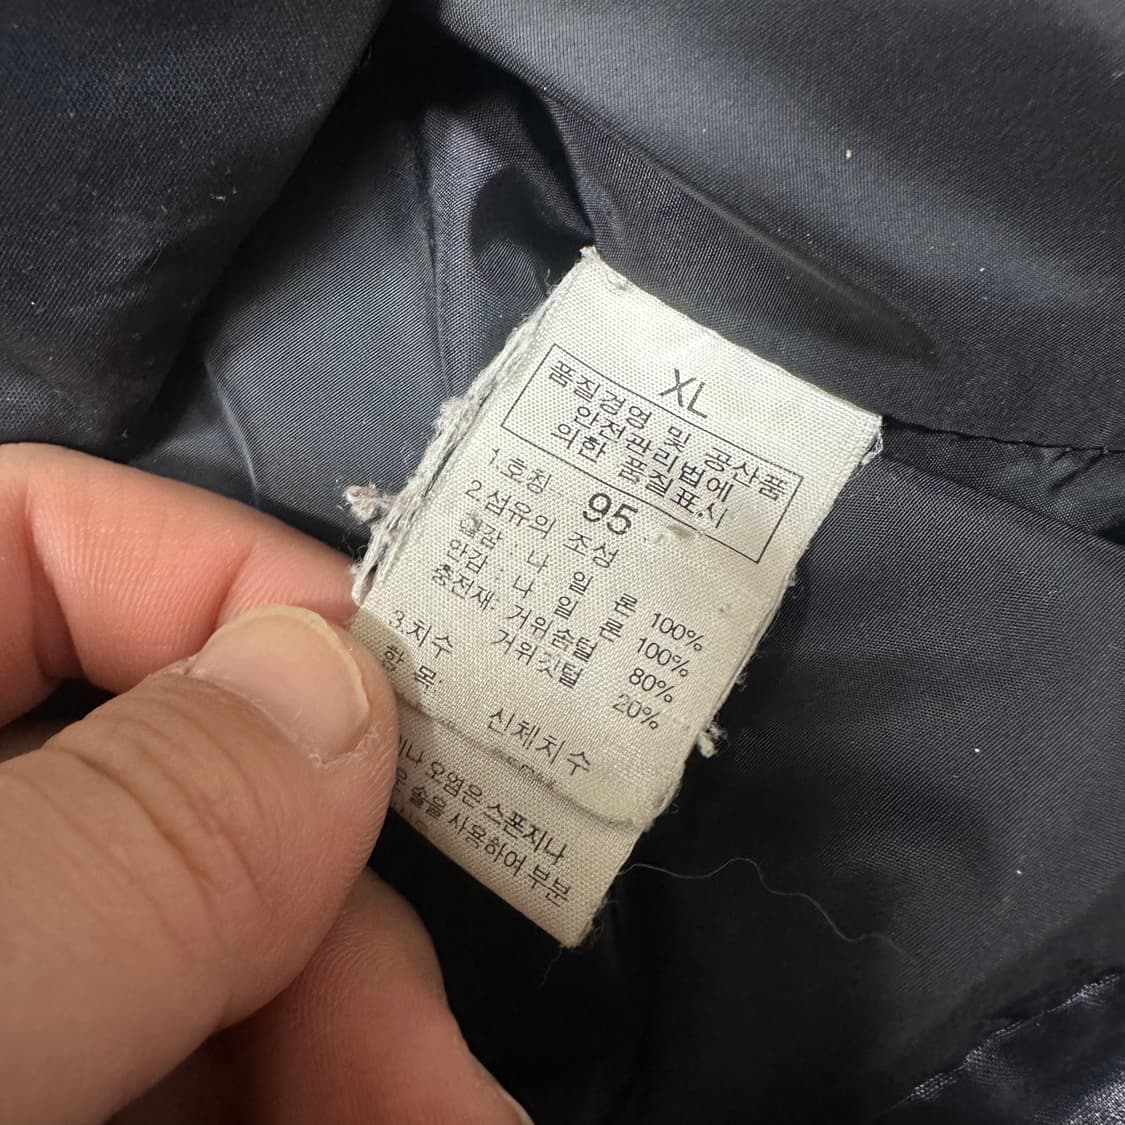 XL
품질경영 및 공산품
안전관리법에
의한 품질표시
1.호칭 95
2.섬유의 조성
겉감 : 나 일 론 100%
안감 : 나 일 론 100%
충전재: 거위솜털 80%
거위깃털 20%
3.치수
항 목 신체치수
나 오염은 스폰지나
솔을 사용하여 부분